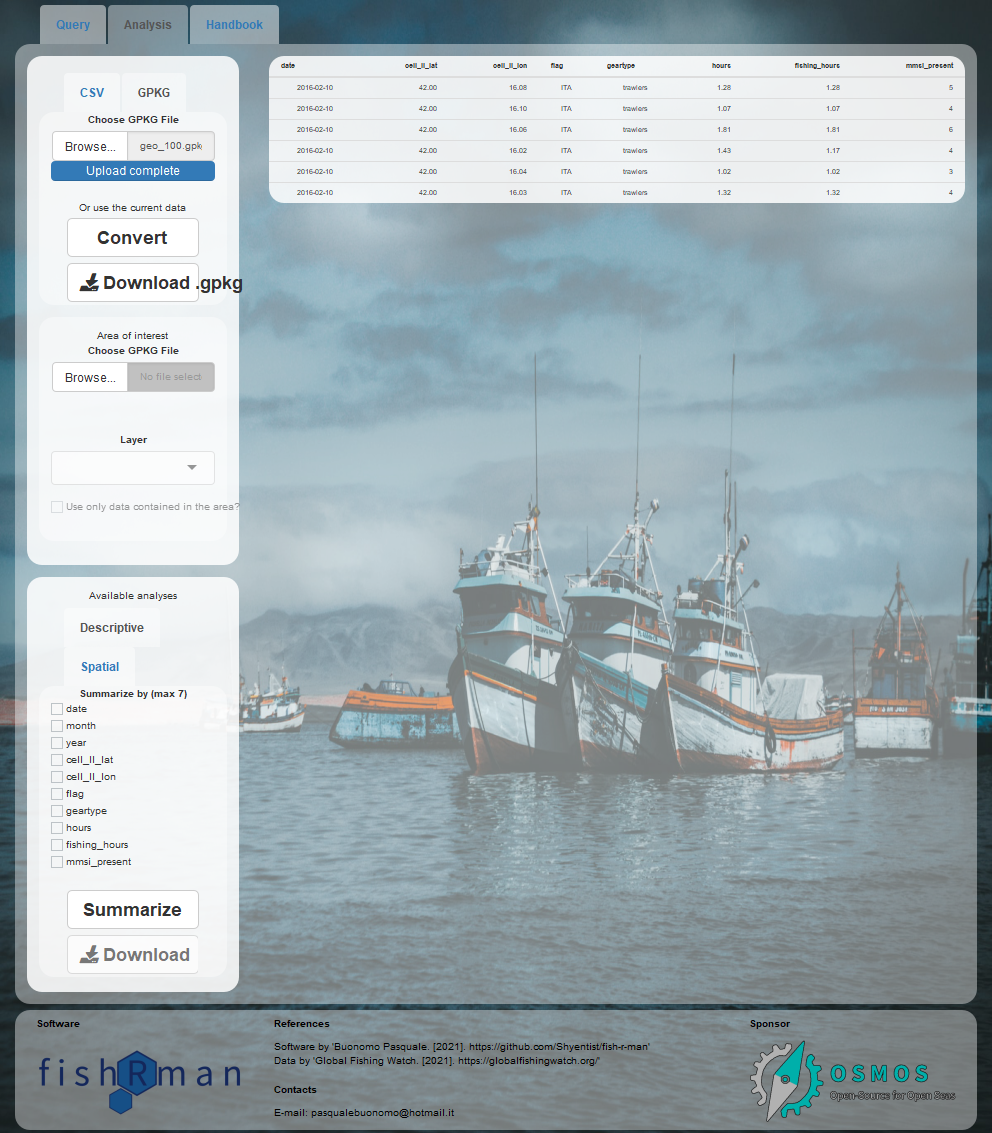 Query Analysis Handbook
CSV GPKG
Choose GPKG File
Browse... geo_100.gpk
Upload complete
Or use the current data
Convert
Download .gpkg
Area of interest
Choose GPKG File
Browse... No file select
Layer
Use only data contained in the area?
Available analyses
Descriptive
Spatial
Summarize by (max 7)
date
month
year
cell_ll_lat
cell_ll_lon
flag
geartype
hours
fishing_hours
mmsi_present
Summarize
Download
date cell_ll_lat cell_ll_lon flag geartype hours fishing_hours mmsi_present
2016-02-10 42.00 16.08 ITA trawlers 1.28 1.28 5
2016-02-10 42.00 16.10 ITA trawlers 1.07 1.07 4
2016-02-10 42.00 16.06 ITA trawlers 1.81 1.81 6
2016-02-10 42.00 16.02 ITA trawlers 1.43 1.17 4
2016-02-10 42.00 16.04 ITA trawlers 1.02 1.02 3
2016-02-10 42.00 16.03 ITA trawlers 1.32 1.32 4
Software
fishRman
References
Software by 'Buonomo Pasquale. [2021]. https://github.com/Shyentist/fish-r-man'
Data by 'Global Fishing Watch. [2021]. https://globalfishingwatch.org/'
Contacts
E-mail: pasqualebuonomo@hotmail.it
Sponsor
OSMOS
Open-Source for Open Seas